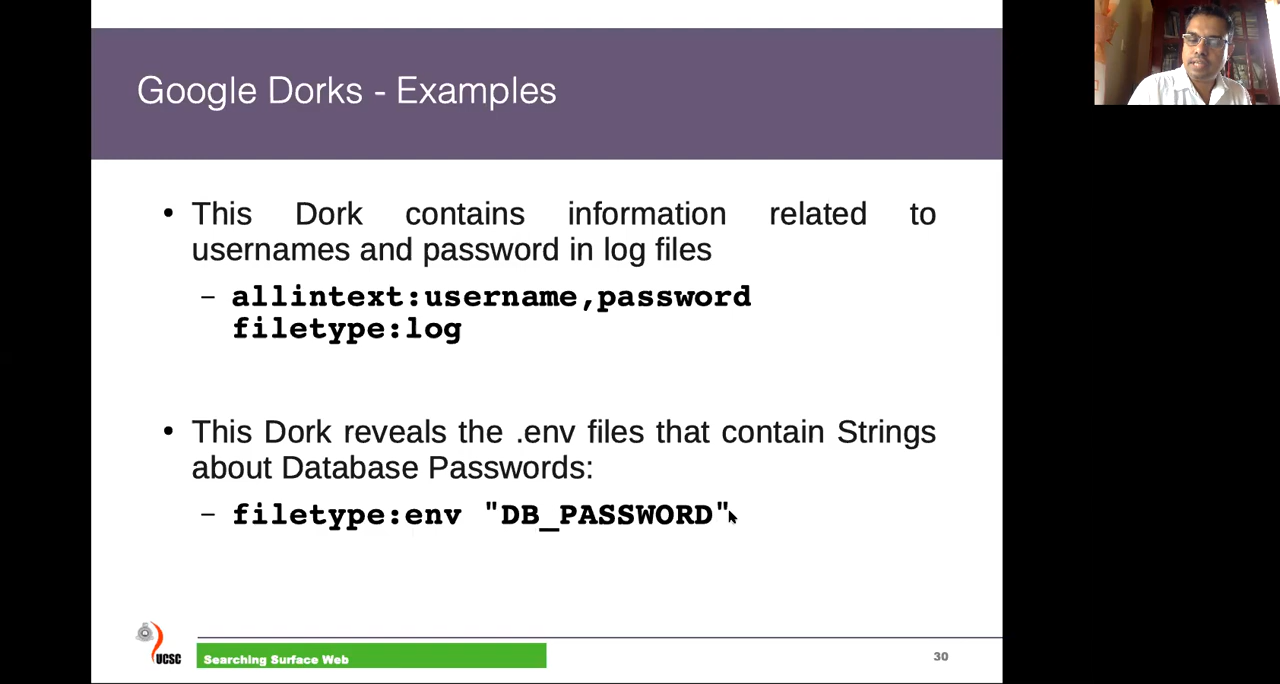 Google Dorks - Examples
• This Dork contains information related to
usernames and password in log files
– allintext:username,password
filetype:log
• This Dork reveals the .env files that contain Strings
about Database Passwords:
– filetype:env "DB_PASSWORD"
UCSC
Searching Surface Web
30